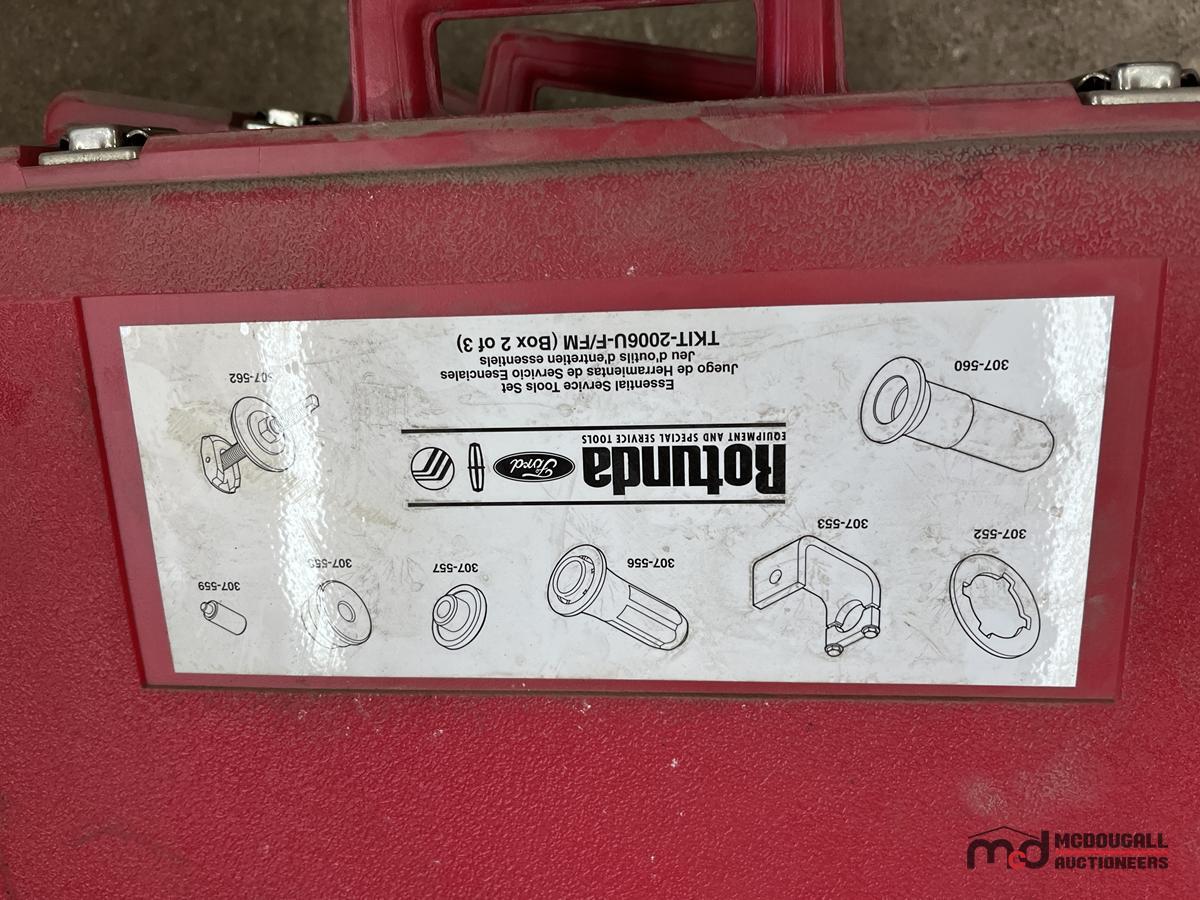 307-552
307-553
307-556
307-557
307-559
Rotunda
Ford
EQUIPMENT AND SPECIAL SERVICE TOOLS
307-560
307-562
Essential Service Tools Set
Juego de Herramientas de Servicio Esenciales
Jeu d'outils d'entretien essentiels
TKIT-2006U-F/FM (Box 2 of 3)
mcd MCDOUGALL
AUCTIONEERS